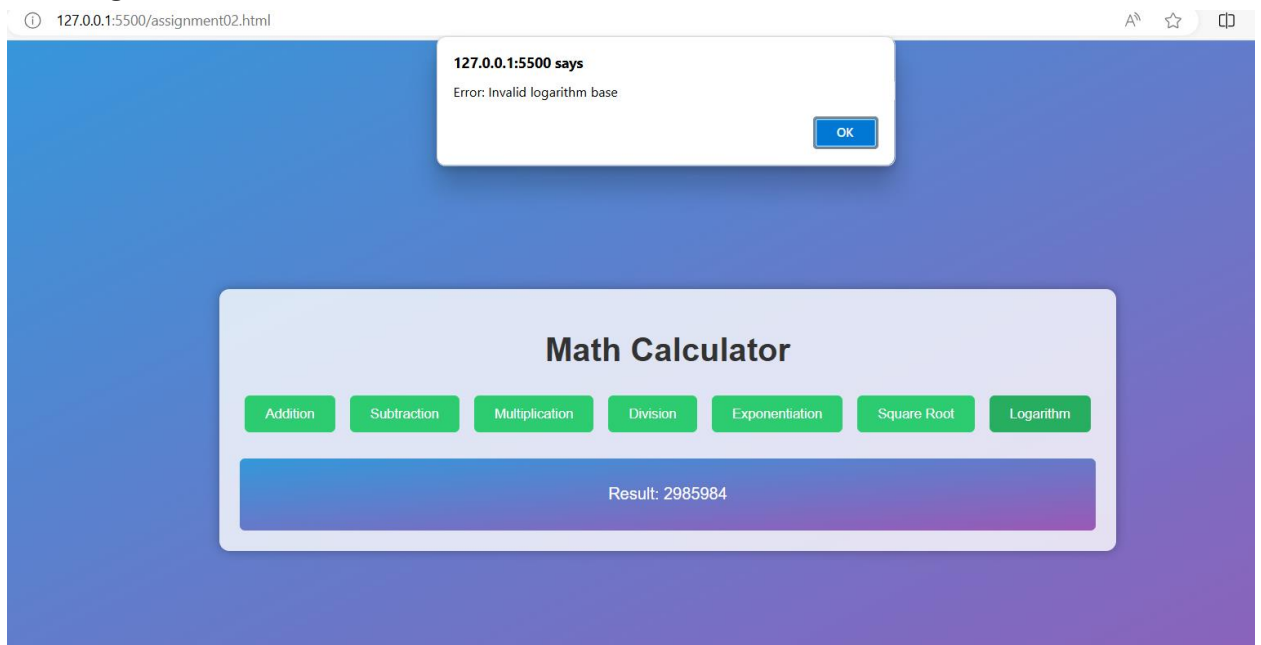 127.0.0.1:5500/assignment02.html
127.0.0.1:5500 says
Error: Invalid logarithm base
OK
Math Calculator
Addition Subtraction Multiplication Division Exponentiation Square Root Logarithm
Result: 2985984